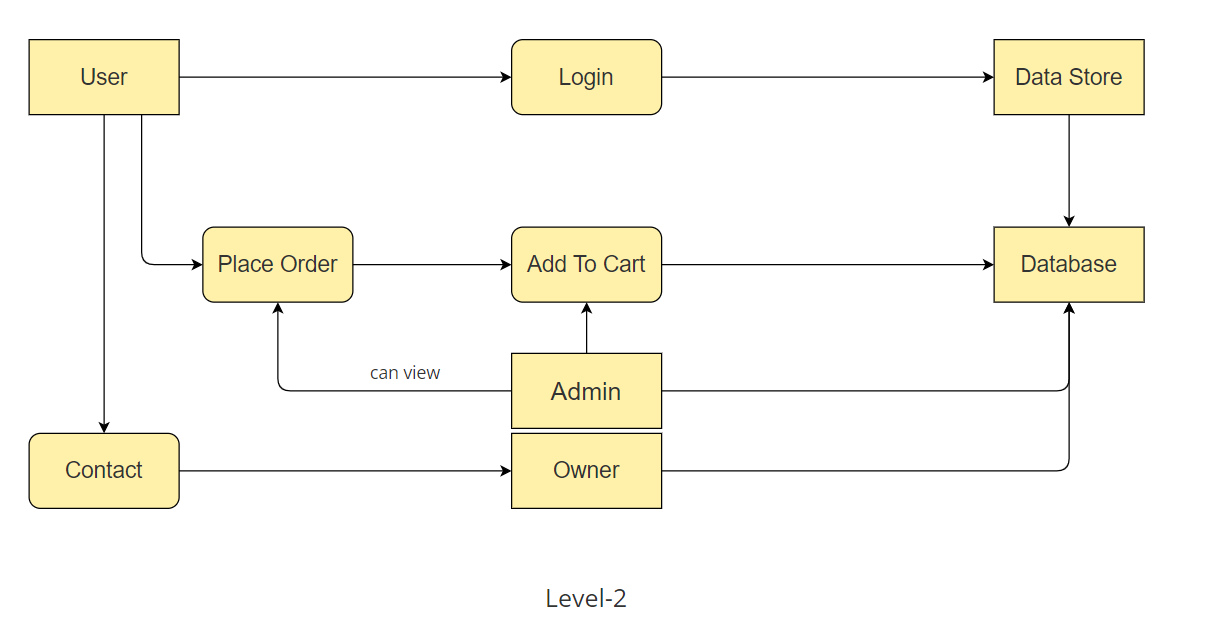 User
Login
Data Store
Place Order
Add To Cart
Database
can view
Admin
Contact
Owner
Level-2